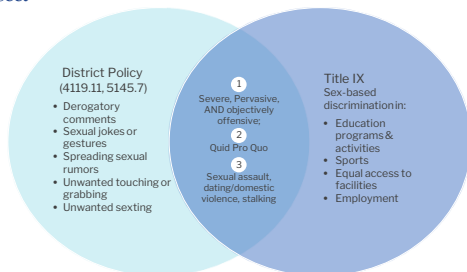 District Policy
(4119.11, 5145.7)
• Derogatory
comments
• Sexual jokes or
gestures
• Spreading sexual
rumors
• Unwanted touching or
grabbing
• Unwanted sexting
1
Severe, Pervasive,
AND objectively
offensive;
2
Quid Pro Quo
3
Sexual assault,
dating/domestic
violence, stalking
Title IX
Sex-based
discrimination in:
• Education
programs &
activities
• Sports
• Equal access to
facilities
• Employment